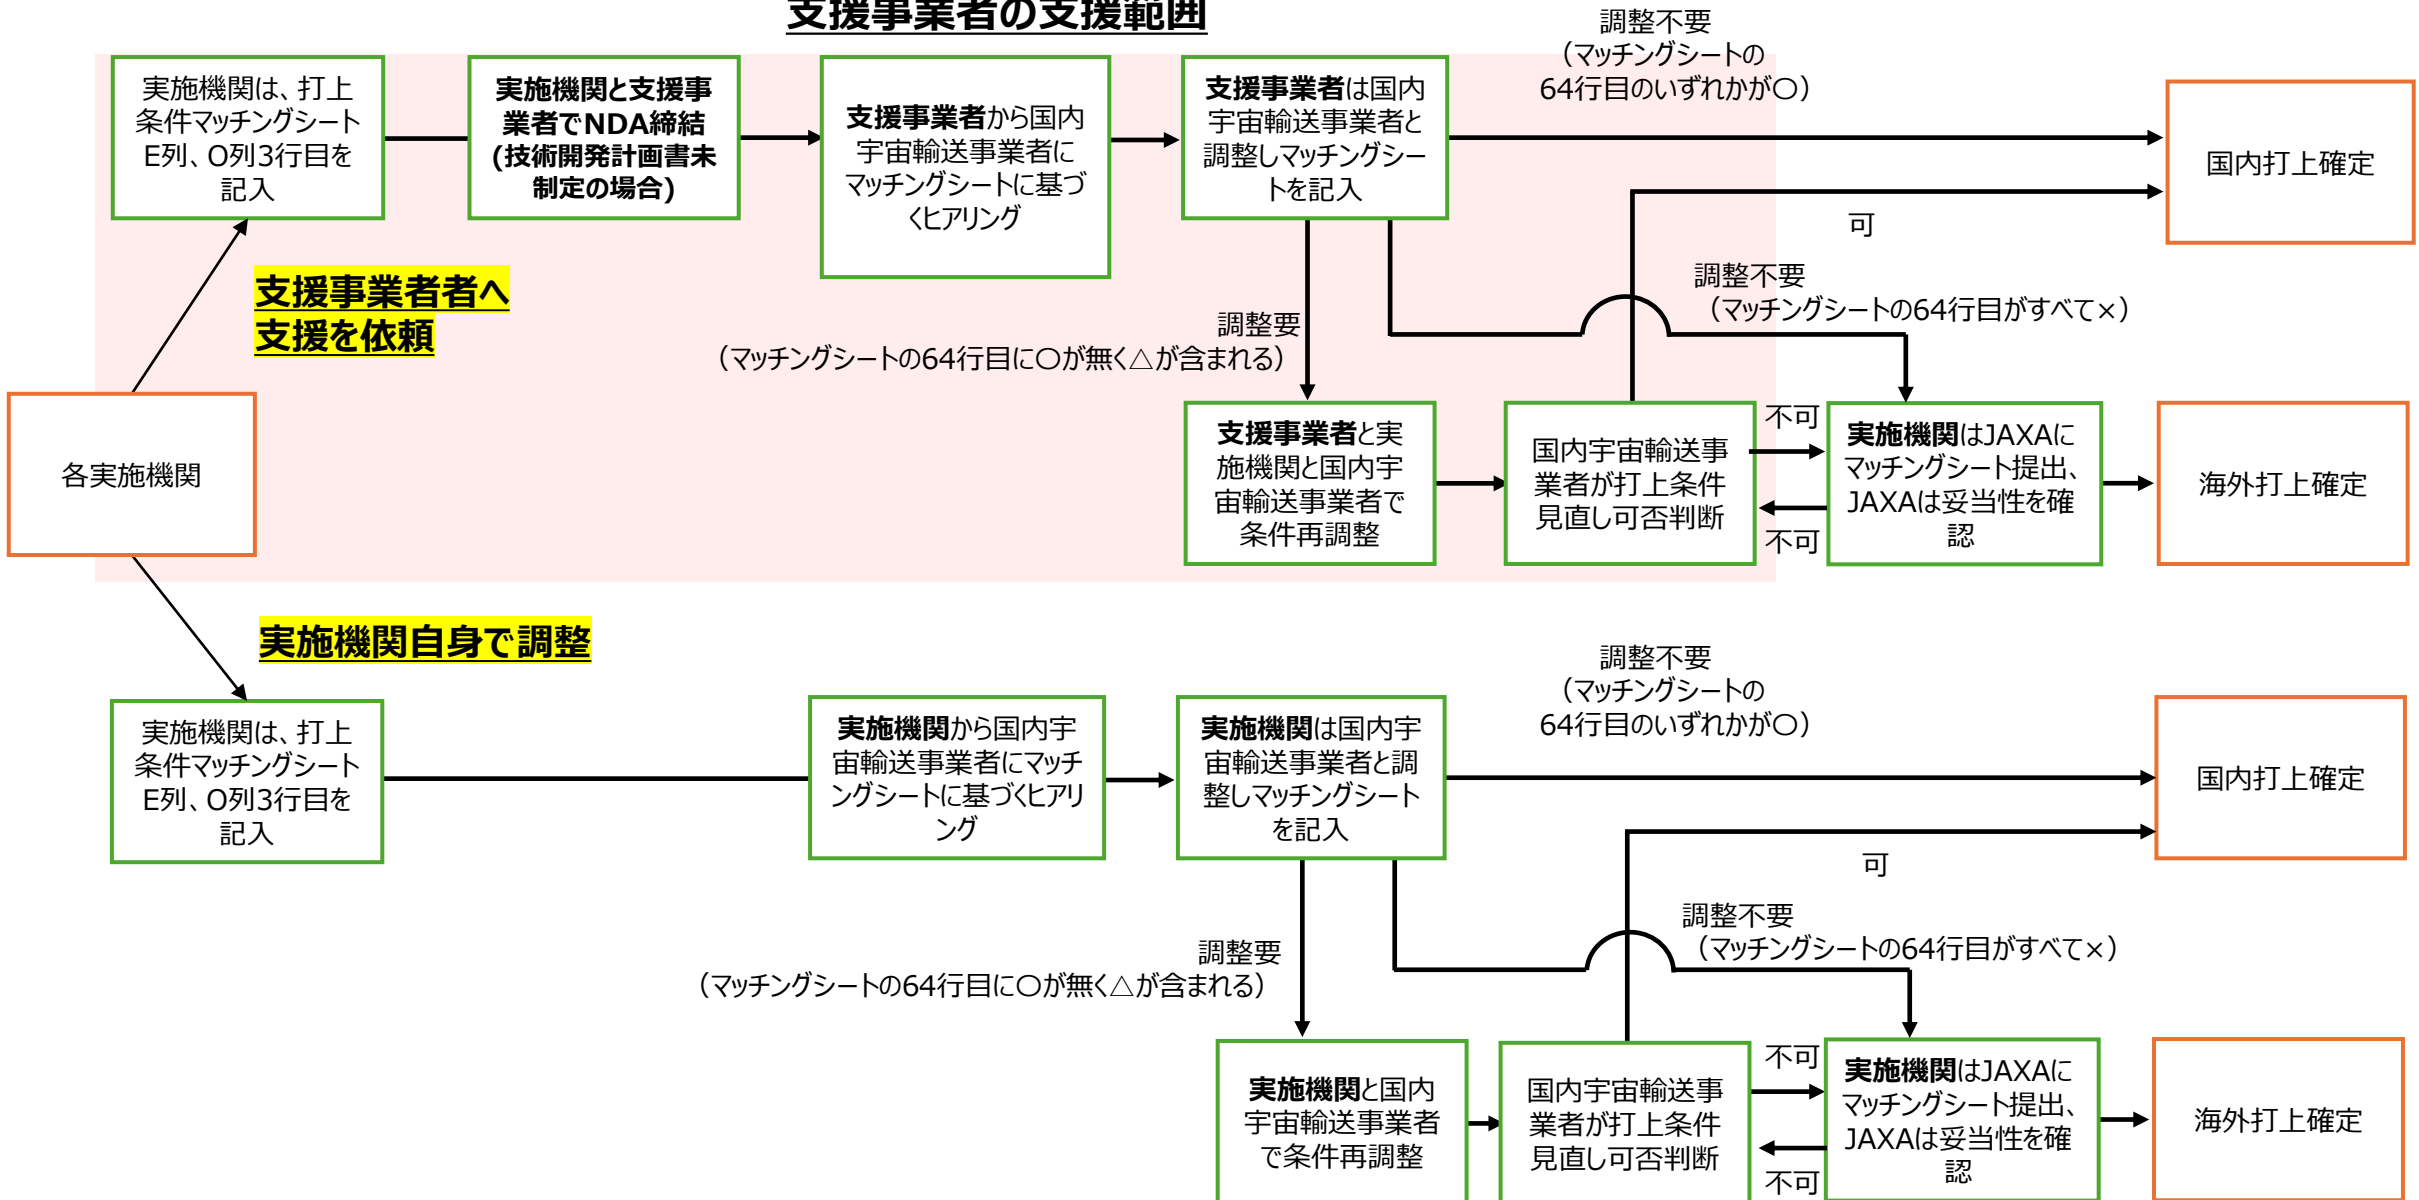 支援事業者の支援範囲
実施機関は、打上
条件マッチングシート
E列、O列3行目を
記入
実施機関と支援事
業者でNDA締結
(技術開発計画書未
制定の場合)
支援事業者から国内
宇宙輸送事業者に
マッチングシートに基づ
くヒアリング
支援事業者は国内
宇宙輸送事業者と
調整しマッチングシー
トを記入
調整不要
（マッチングシートの
64行目のいずれかが〇）
国内打上確定
可
支援事業者者へ
支援を依頼
調整不要
（マッチングシートの64行目がすべて×）
調整要
（マッチングシートの64行目に〇が無く△が含まれる）
各実施機関
支援事業者と実
施機関と国内宇
宙輸送事業者で
条件再調整
国内宇宙輸送事
業者が打上条件
見直し可否判断
不可
不可
実施機関はJAXAに
マッチングシート提出、
JAXAは妥当性を確
認
海外打上確定
実施機関自身で調整
実施機関は、打上
条件マッチングシート
E列、O列3行目を
記入
実施機関から国内宇
宙輸送事業者にマッチ
ングシートに基づくヒアリ
ング
実施機関は国内宇
宙輸送事業者と調
整しマッチングシート
を記入
調整不要
（マッチングシートの
64行目のいずれかが〇）
国内打上確定
可
調整不要
（マッチングシートの64行目がすべて×）
調整要
（マッチングシートの64行目に〇が無く△が含まれる）
実施機関と国内
宇宙輸送事業者
で条件再調整
国内宇宙輸送事
業者が打上条件
見直し可否判断
不可
不可
実施機関はJAXAに
マッチングシート提出、
JAXAは妥当性を確
認
海外打上確定